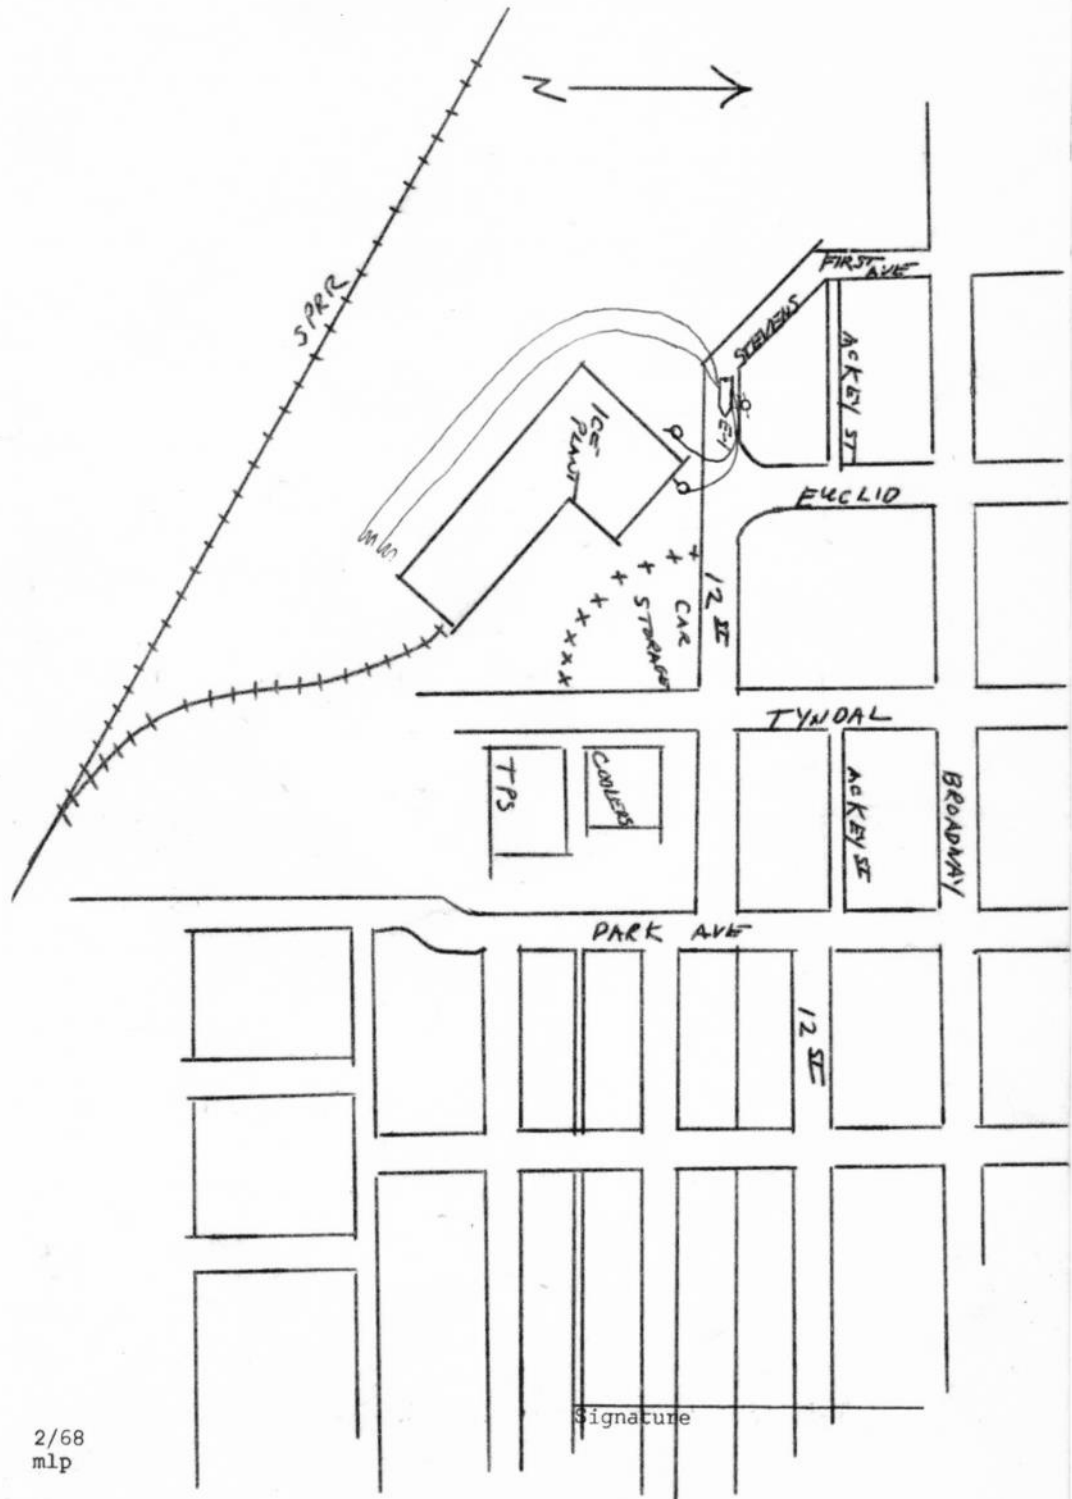 N
SPRR
FIRST AVE
STEVENS
ACKEY ST
E-1
ICE
PLANT
EUCLID
12 ST
CAR
STORAGE
TYNDAL
TPS
COOLERS
ACKEY ST
BROADWAY
PARK AVE
12 ST
Signature
2/68
mlp